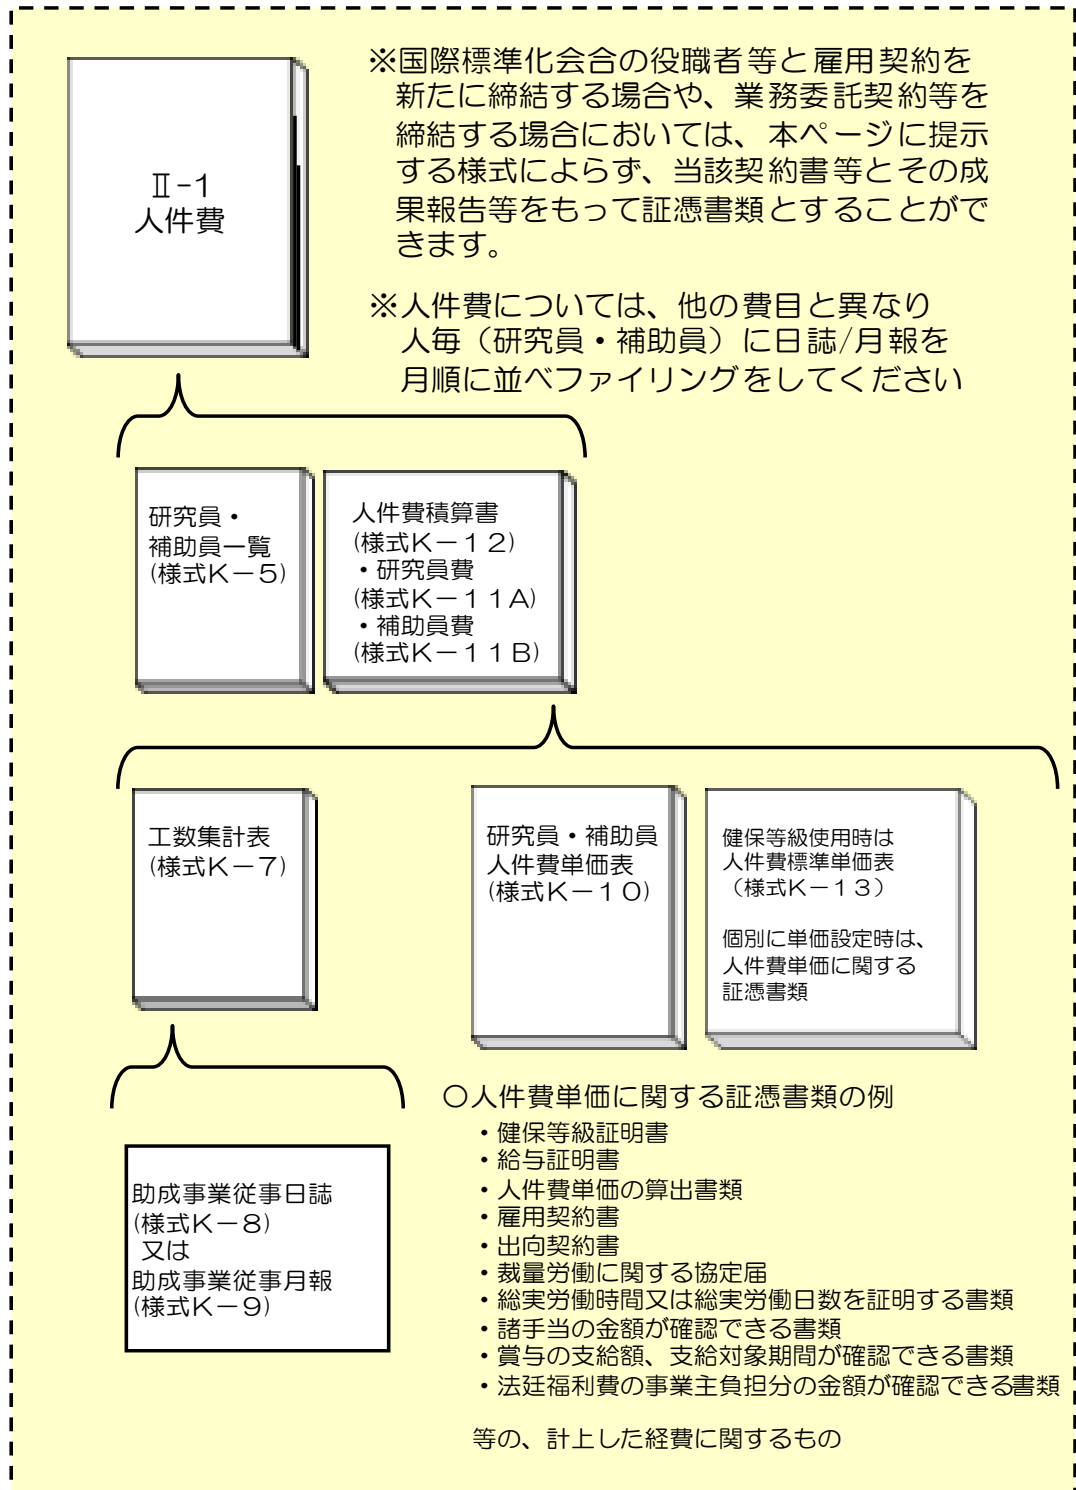 Ⅱ-1
人件費
※国際標準化会合の役職者等と雇用契約を
新たに締結する場合や、業務委託契約等を
締結する場合においては、本ページに提示
する様式によらず、当該契約書等とその成
果報告等をもって証憑書類とすることがで
きます。
※人件費については、他の費目と異なり
人毎（研究員・補助員）に日誌/月報を
月順に並べファイリングをしてください
研究員・
補助員一覧
(様式K－5)
人件費積算書
(様式K－１２)
・研究員費
(様式K－１１A)
・補助員費
(様式K－１１B)
工数集計表
(様式K－7)
研究員・補助員
人件費単価表
(様式K－１０)
健保等級使用時は
人件費標準単価表
（様式K－１３）
個別に単価設定時は、
人件費単価に関する
証憑書類
助成事業従事日誌
(様式K－8)
又は
助成事業従事月報
(様式K－9)
○人件費単価に関する証憑書類の例
・健保等級証明書
・給与証明書
・人件費単価の算出書類
・雇用契約書
・出向契約書
・裁量労働に関する協定届
・総実労働時間又は総実労働日数を証明する書類
・諸手当の金額が確認できる書類
・賞与の支給額、支給対象期間が確認できる書類
・法廷福利費の事業主負担分の金額が確認できる書類
等の、計上した経費に関するもの